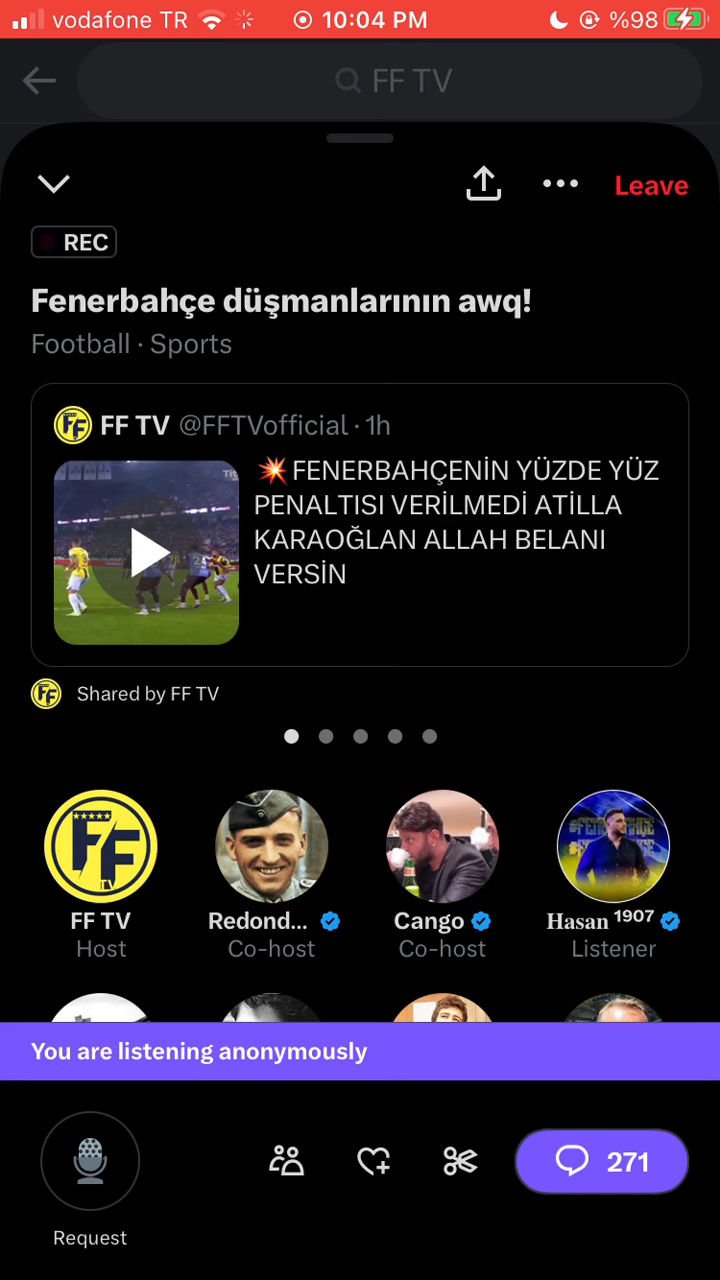 vodafone TR 10:04 PM %98
FF TV
Leave
REC
Fenerbahçe düşmanlarının awq!
Football · Sports
FF TV @FFTVofficial · 1h
💥FENERBAHÇENİN YÜZDE YÜZ
PENALTISI VERİLMEDİ ATİLLA
KARAOĞLAN ALLAH BELANI
VERSİN
Shared by FF TV
FF TV Redond... Cango Hasan ¹⁹⁰⁷
Host Co-host Co-host Listener
You are listening anonymously
271
Request